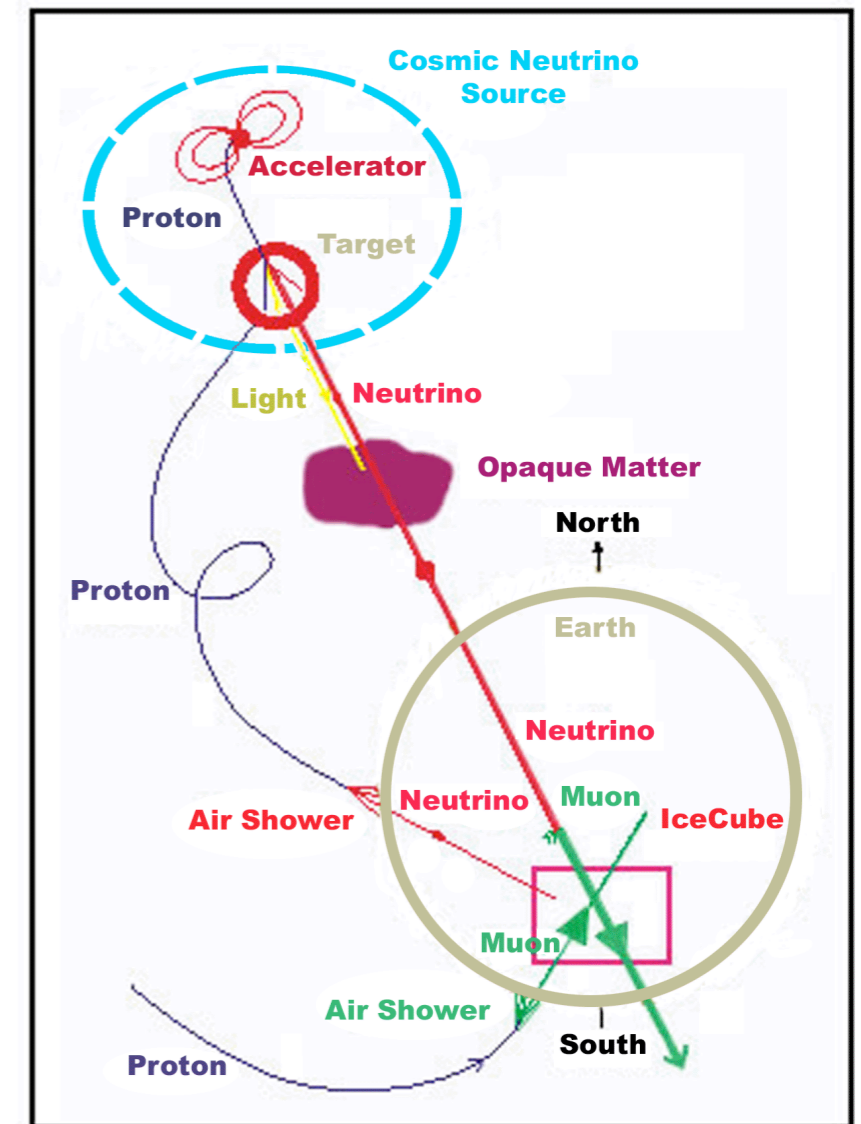 Cosmic Neutrino
Source
Accelerator
Proton
Target
Light
Neutrino
Opaque Matter
North
Proton
Earth
Neutrino
Neutrino
Muon
Air Shower
IceCube
Muon
Air Shower
South
Proton